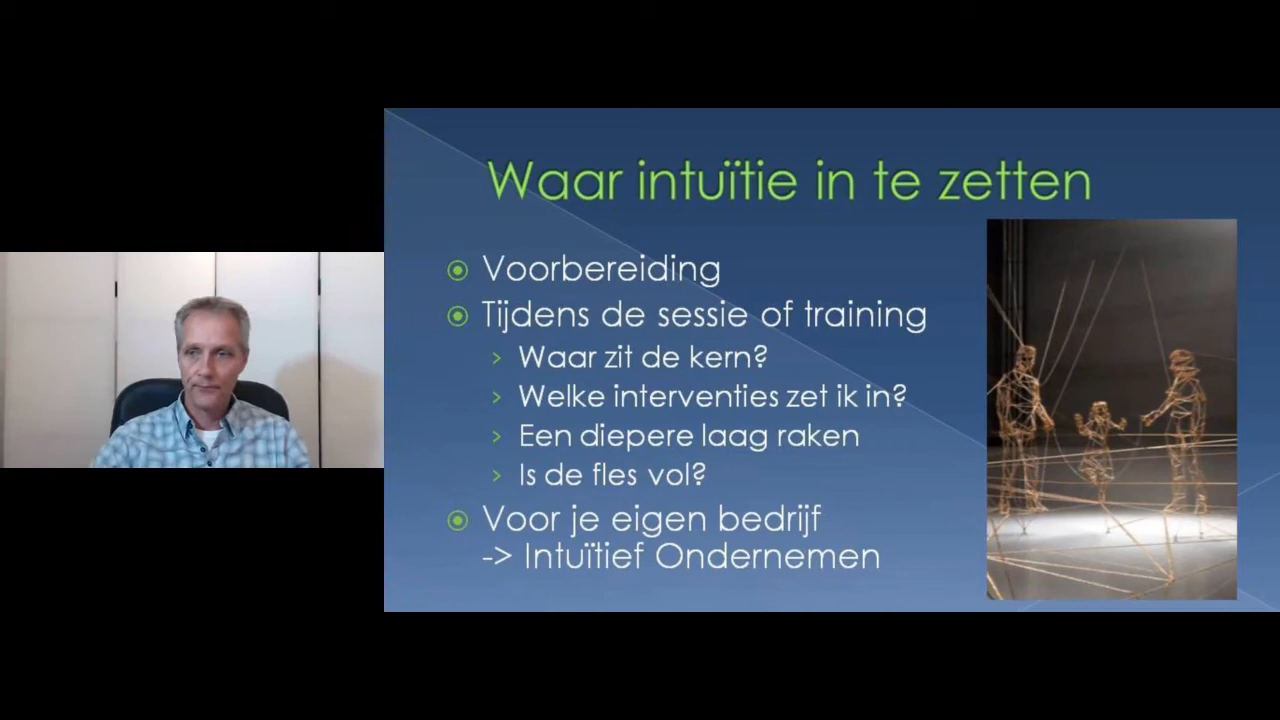 Waar intuïtie in te zetten
Voorbereiding
Tijdens de sessie of training
Waar zit de kern?
Welke interventies zet ik in?
Een diepere laag raken
Is de fles vol?
Voor je eigen bedrijf
-> Intuïtief Ondernemen